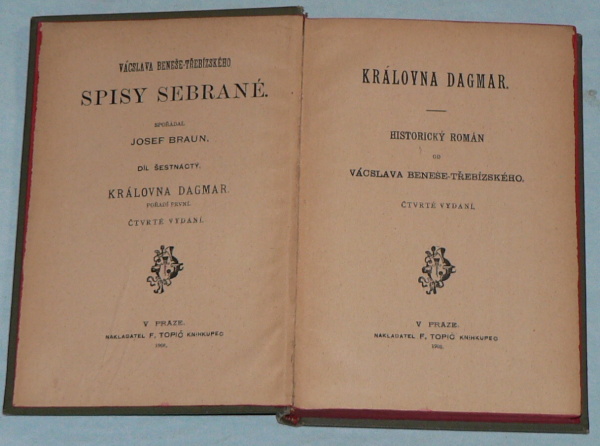 VÁCSLAVA BENEŠE-TŘEBÍZSKÉHO
SPISY SEBRANÉ.
SPOŘÁDAL
JOSEF BRAUN.
DÍL ŠESTNÁCTÝ.
KRÁLOVNA DAGMAR.
POŘADÍ PRVNÍ.
ČTVRTÉ VYDÁNÍ.
V PRAZE.
NAKLADATEL F. TOPIČ KNIHKUPEC
KRÁLOVNA DAGMAR.
HISTORICKÝ ROMÁN
OD
VÁCSLAVA BENEŠE-TŘEBÍZSKÉHO.
ČTVRTÉ VYDÁNÍ.
V PRAZE.
NAKLADATEL F. TOPIČ KNIHKUPEC